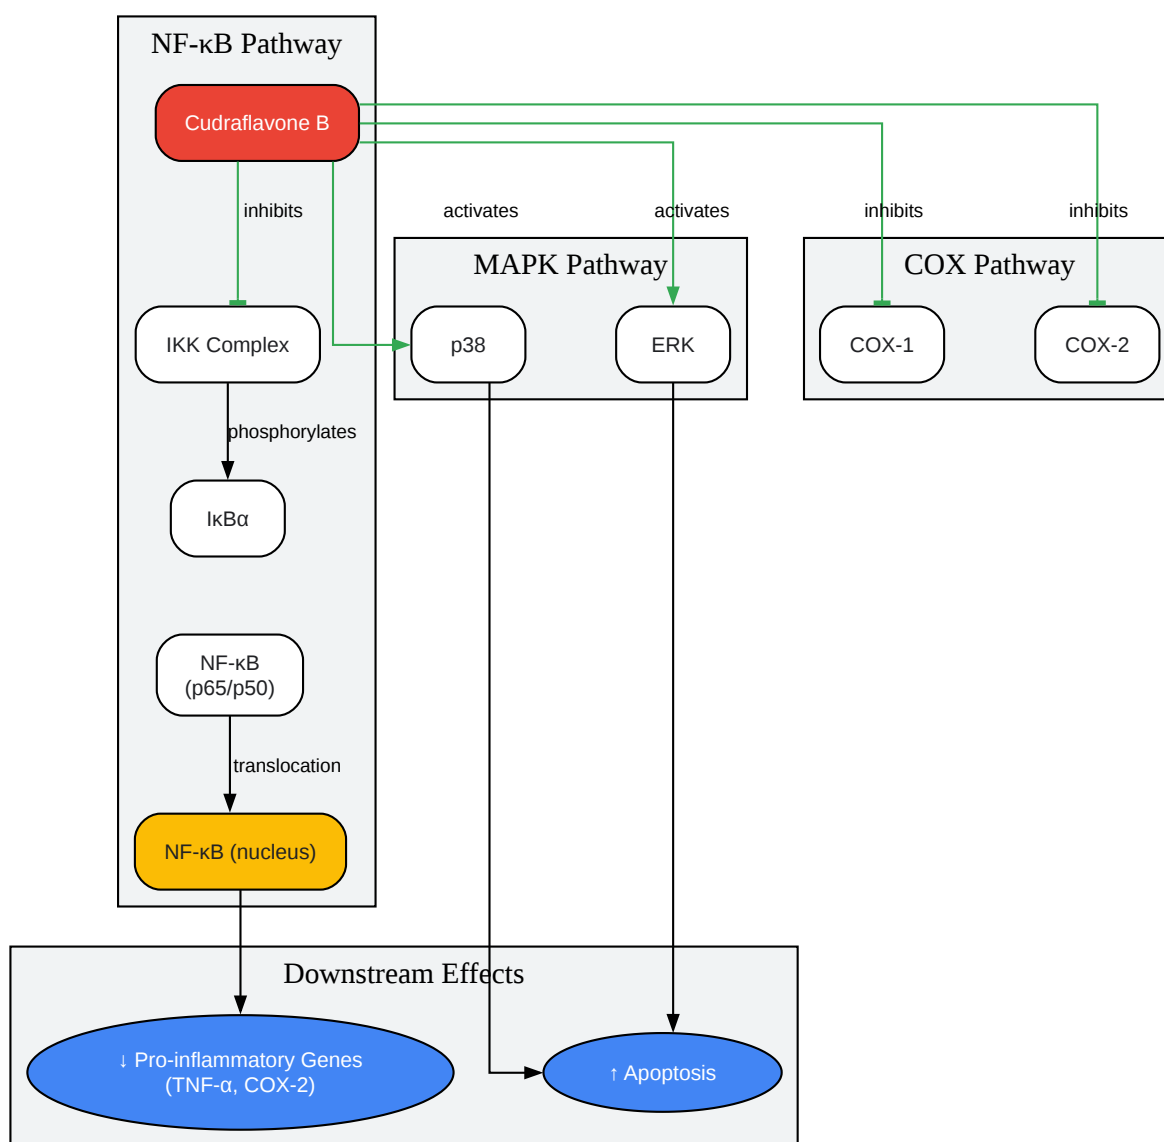 NF-κB Pathway
Cudraflavone B
inhibits
activates
activates
inhibits
inhibits
MAPK Pathway
COX Pathway
IKK Complex
p38
ERK
COX-1
COX-2
phosphorylates
IκBα
NF-κB
(p65/p50)
translocation
NF-κB (nucleus)
Downstream Effects
↓ Pro-inflammatory Genes
(TNF-α, COX-2)
↑ Apoptosis